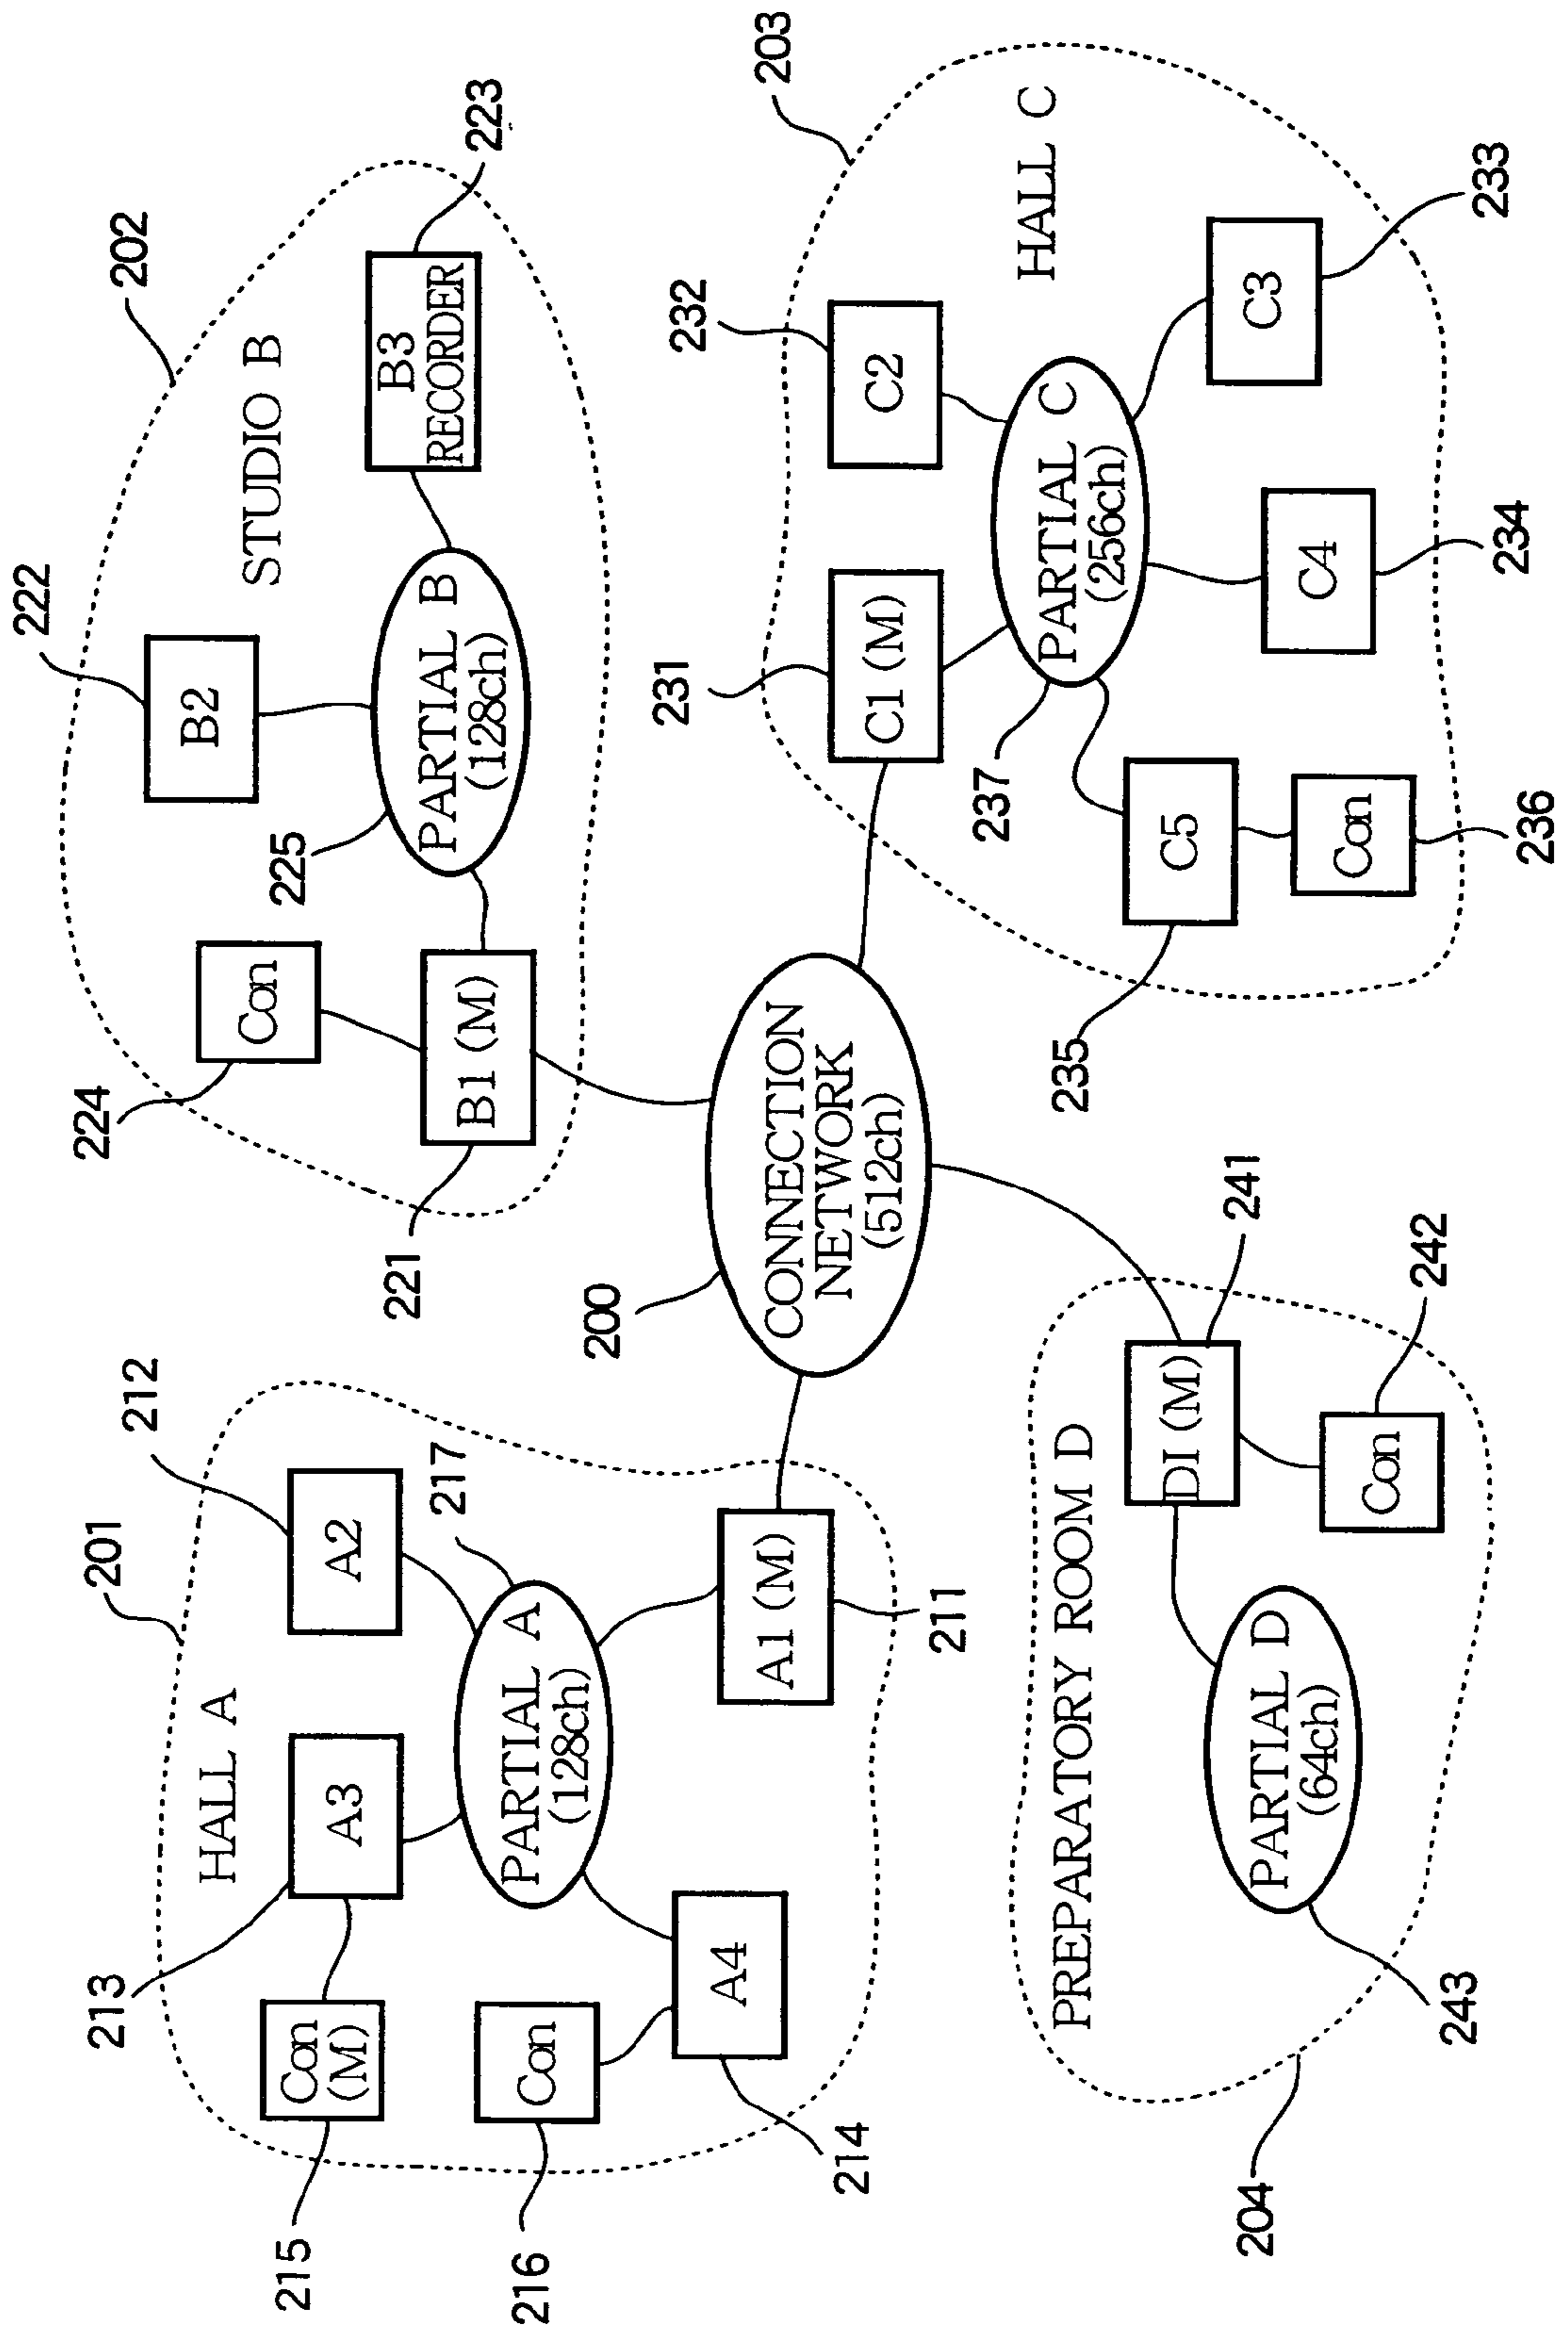 201
HALL A
212
A2
213
A3
217
215
Con
(M)
PARTIAL A
(128ch)
216
Con
A4
214
A1 (M)
211
202
STUDIO B
222
B2
223
B3
RECORDER
224
Con
225
PARTIAL B
(128ch)
B1 (M)
221
200
CONNECTION
NETWORK
(512ch)
203
HALL C
232
C2
231
C1 (M)
237
PARTIAL C
(256ch)
C3
233
C4
234
C5
235
Con
236
PREPARATORY ROOM D
DI (M)
241
Con
242
PARTIAL D
(64ch)
243
204